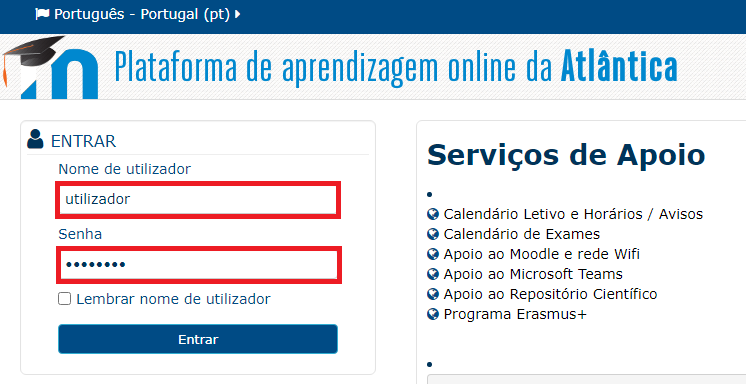 Português - Portugal (pt)
in Plataforma de aprendizagem online da Atlântica
ENTRAR
Nome de utilizador
utilizador
Senha
••••••••
Lembrar nome de utilizador
Entrar
Serviços de Apoio
Calendário Letivo e Horários / Avisos
Calendário de Exames
Apoio ao Moodle e rede Wifi
Apoio ao Microsoft Teams
Apoio ao Repositório Científico
Programa Erasmus+